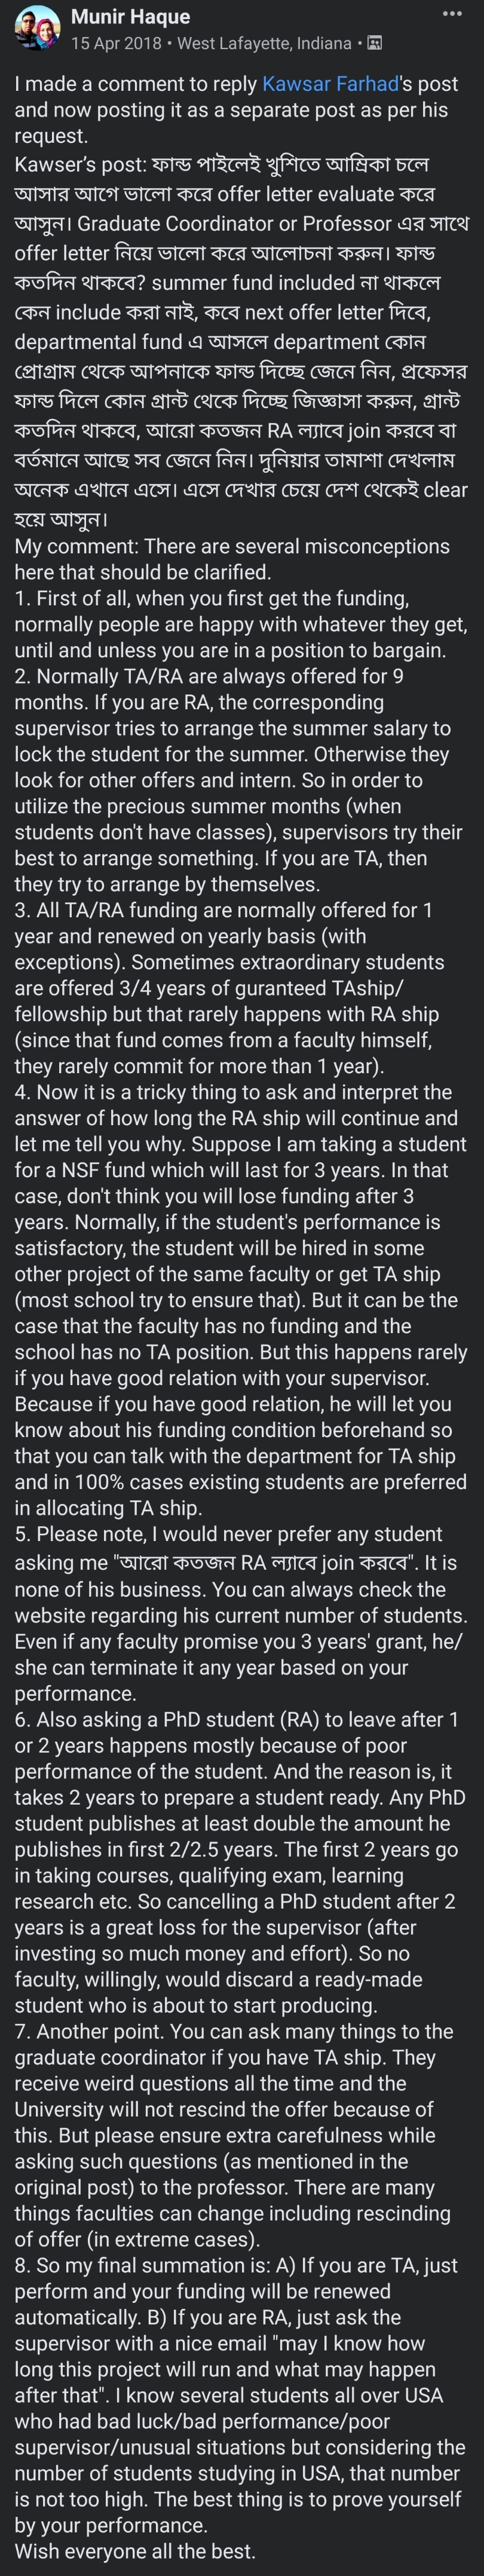 Munir Haque
15 Apr 2018 • West Lafayette, Indiana •
I made a comment to reply Kawsar Farhad's post
and now posting it as a separate post as per his
request.
Kawser's post: ফান্ড পাইলেই খুশিতে আম্রিকা চলে
আসার আগে ভালো করে offer letter evaluate করে
আসুন। Graduate Coordinator or Professor এর সাথে
offer letter নিয়ে ভালো করে আলোচনা করুন। ফান্ড
কতদিন থাকবে? summer fund included না থাকলে
কেন include করা নাই, কবে next offer letter দিবে,
departmental fund এ আসলে department কোন
প্রোগ্রাম থেকে আপনাকে ফান্ড দিচ্ছে জেনে নিন, প্রফেসর
ফান্ড দিলে কোন গ্রান্ট থেকে দিচ্ছে জিজ্ঞাসা করুন, গ্রান্ট
কতদিন থাকবে, আরো কতজন RA ল্যাবে join করবে বা
বর্তমানে আছে সব জেনে নিন। দুনিয়ার তামাশা দেখলাম
অনেক এখানে এসে। এসে দেখার চেয়ে দেশ থেকেই clear
হয়ে আসুন।
My comment: There are several misconceptions
here that should be clarified.
1. First of all, when you first get the funding,
normally people are happy with whatever they get,
until and unless you are in a position to bargain.
2. Normally TA/RA are always offered for 9
months. If you are RA, the corresponding
supervisor tries to arrange the summer salary to
lock the student for the summer. Otherwise they
look for other offers and intern. So in order to
utilize the precious summer months (when
students don't have classes), supervisors try their
best to arrange something. If you are TA, then
they try to arrange by themselves.
3. All TA/RA funding are normally offered for 1
year and renewed on yearly basis (with
exceptions). Sometimes extraordinary students
are offered 3/4 years of guranteed TAship/
fellowship but that rarely happens with RA ship
(since that fund comes from a faculty himself,
they rarely commit for more than 1 year).
4. Now it is a tricky thing to ask and interpret the
answer of how long the RA ship will continue and
let me tell you why. Suppose I am taking a student
for a NSF fund which will last for 3 years. In that
case, don't think you will lose funding after 3
years. Normally, if the student's performance is
satisfactory, the student will be hired in some
other project of the same faculty or get TA ship
(most school try to ensure that). But it can be the
case that the faculty has no funding and the
school has no TA position. But this happens rarely
if you have good relation with your supervisor.
Because if you have good relation, he will let you
know about his funding condition beforehand so
that you can talk with the department for TA ship
and in 100% cases existing students are preferred
in allocating TA ship.
5. Please note, I would never prefer any student
asking me "আরো কতজন RA ল্যাবে join করবে". It is
none of his business. You can always check the
website regarding his current number of students.
Even if any faculty promise you 3 years' grant, he/
she can terminate it any year based on your
performance.
6. Also asking a PhD student (RA) to leave after 1
or 2 years happens mostly because of poor
performance of the student. And the reason is, it
takes 2 years to prepare a student ready. Any PhD
student publishes at least double the amount he
publishes in first 2/2.5 years. The first 2 years go
in taking courses, qualifying exam, learning
research etc. So cancelling a PhD student after 2
years is a great loss for the supervisor (after
investing so much money and effort). So no
faculty, willingly, would discard a ready-made
student who is about to start producing.
7. Another point. You can ask many things to the
graduate coordinator if you have TA ship. They
receive weird questions all the time and the
University will not rescind the offer because of
this. But please ensure extra carefulness while
asking such questions (as mentioned in the
original post) to the professor. There are many
things faculties can change including rescinding
of offer (in extreme cases).
8. So my final summation is: A) If you are TA, just
perform and your funding will be renewed
automatically. B) If you are RA, just ask the
supervisor with a nice email "may I know how
long this project will run and what may happen
after that". I know several students all over USA
who had bad luck/bad performance/poor
supervisor/unusual situations but considering the
number of students studying in USA, that number
is not too high. The best thing is to prove yourself
by your performance.
Wish everyone all the best.